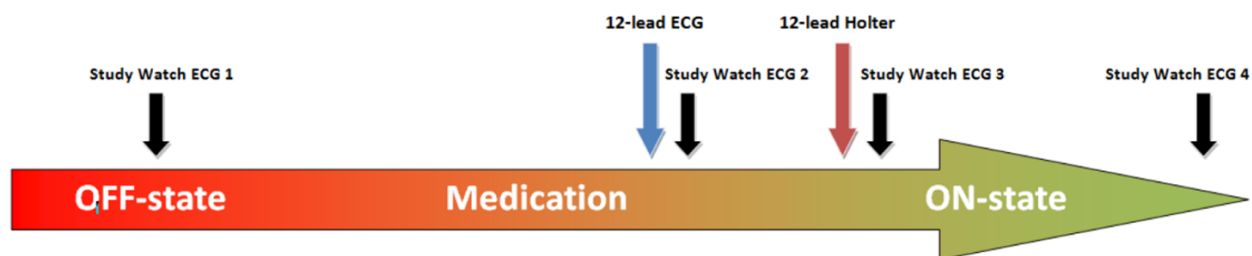 12-lead ECG
12-lead Holter
Study Watch ECG 1
Study Watch ECG 2
Study Watch ECG 3
Study Watch ECG 4
OFF-state
Medication
ON-state